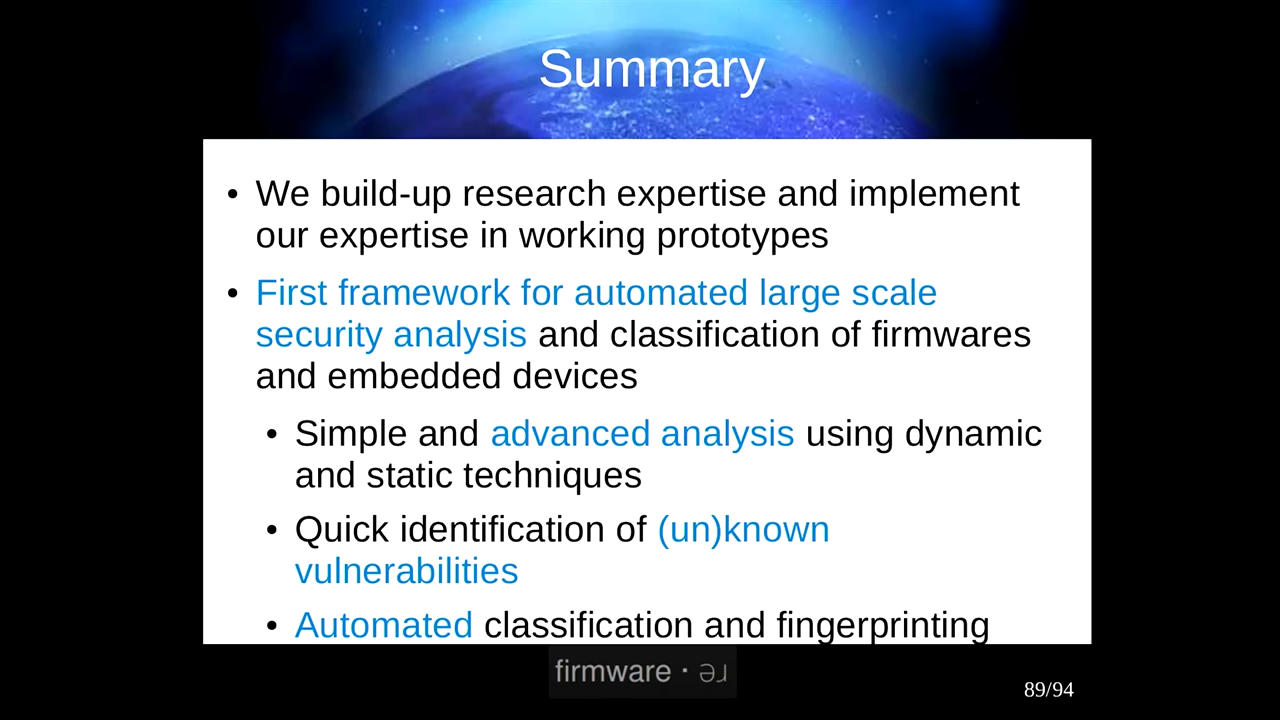 Summary
• We build-up research expertise and implement
our expertise in working prototypes
• First framework for automated large scale
security analysis and classification of firmwares
and embedded devices
• Simple and advanced analysis using dynamic
and static techniques
• Quick identification of (un)known
vulnerabilities
• Automated classification and fingerprinting
firmware · ǝɹ
89/94